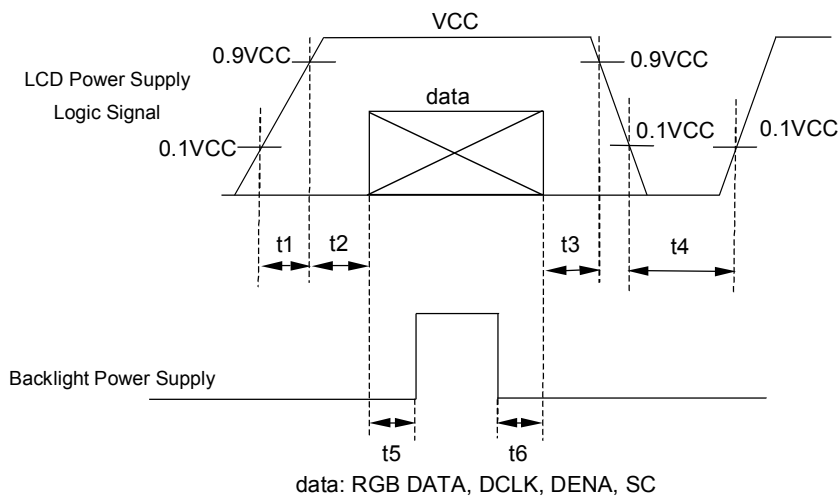 VCC
0.9VCC
0.9VCC
LCD Power Supply
Logic Signal
data
0.1VCC
0.1VCC
0.1VCC
t1
t2
t3
t4
Backlight Power Supply
t5
t6
data: RGB DATA, DCLK, DENA, SC